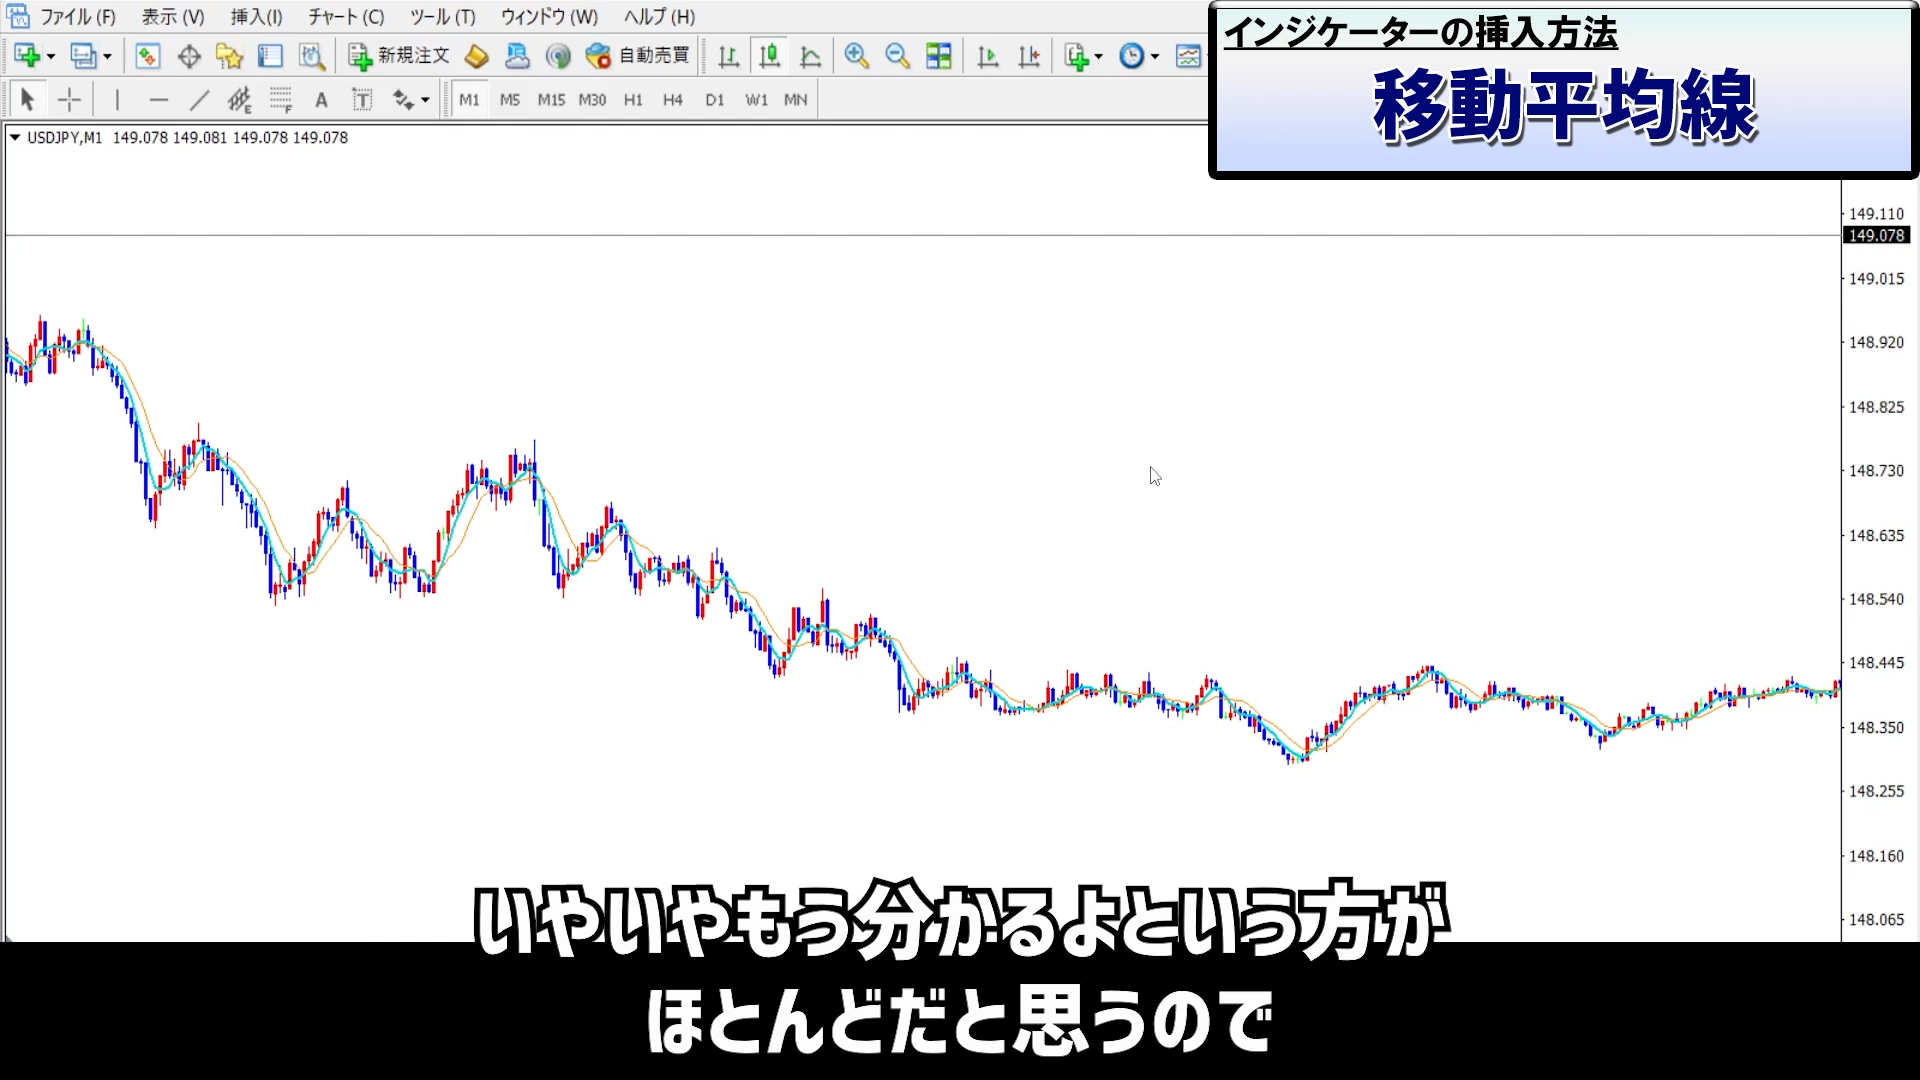 ファイル (F) 表示 (V) 挿入(I) チャート (C) ツール (T) ウィンドウ (W) ヘルプ (H)
新規注文 自動売買
E F A T M1 M5 M15 M30 H1 H4 D1 W1 MN
インジケーターの挿入方法
移動平均線
USDJPY,M1 149.078 149.081 149.078 149.078
149.110
149.078
149.015
148.920
148.825
148.730
148.635
148.540
148.445
148.350
148.255
148.160
148.065
いやいやもう分かるよという方が
ほとんどだと思うので